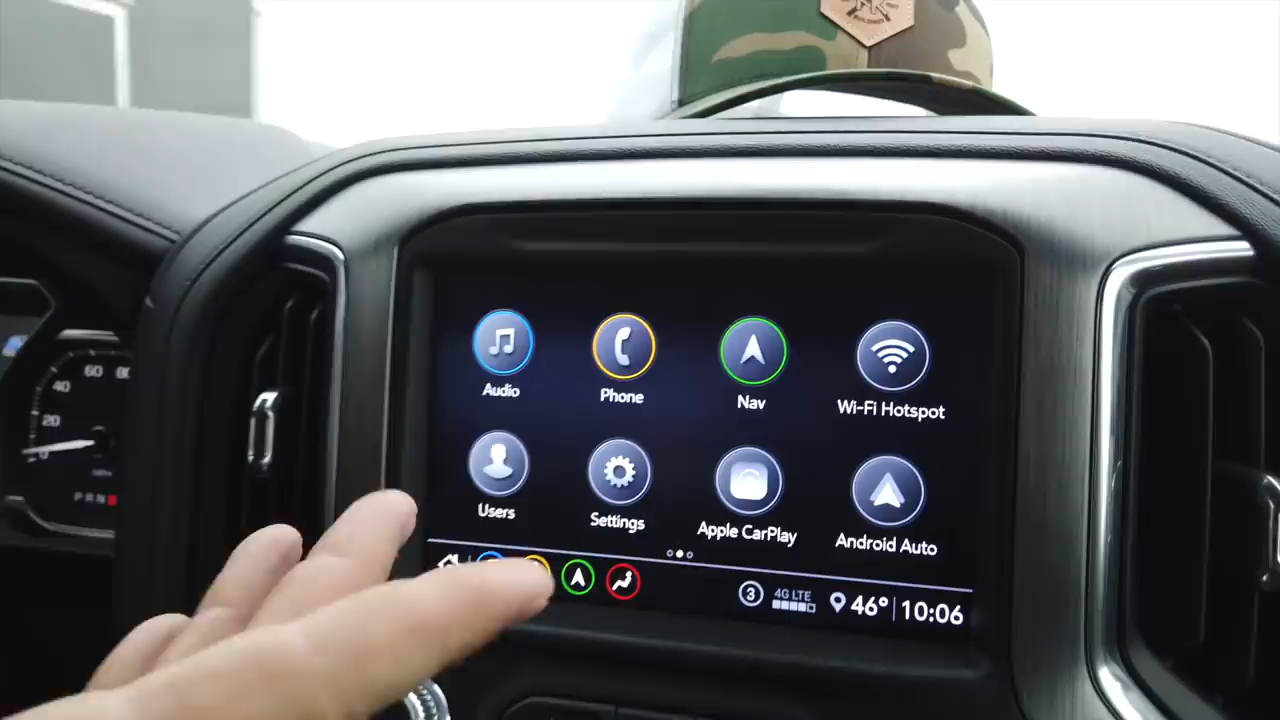 Audio
Phone
Nav
Wi-Fi Hotspot
Users
Settings
Apple CarPlay
Android Auto
3
4G LTE
46°
10:06
20
40
60
PRN